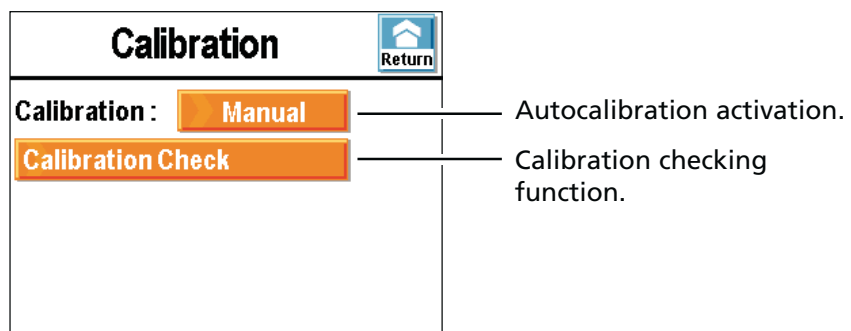 Calibration
Return
Calibration : Manual
Autocalibration activation.
Calibration Check
Calibration checking
function.